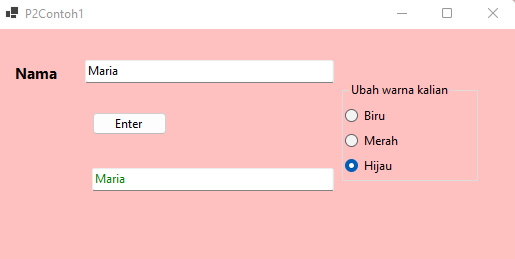 P2Contoh1
Nama
Maria
Ubah warna kalian
Biru
Enter
Merah
Hijau
Maria